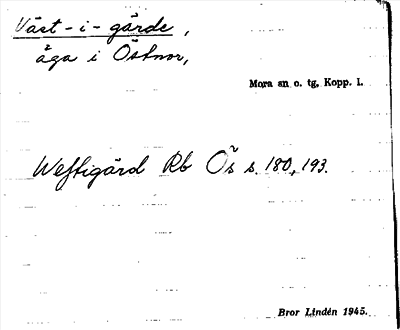 Väst-i-gärde,
äga i Östnor,
Mora sn o. tg, Kopp. l.
Weftigärd Rb Ös s. 180, 193.
Bror Lindén 1945.